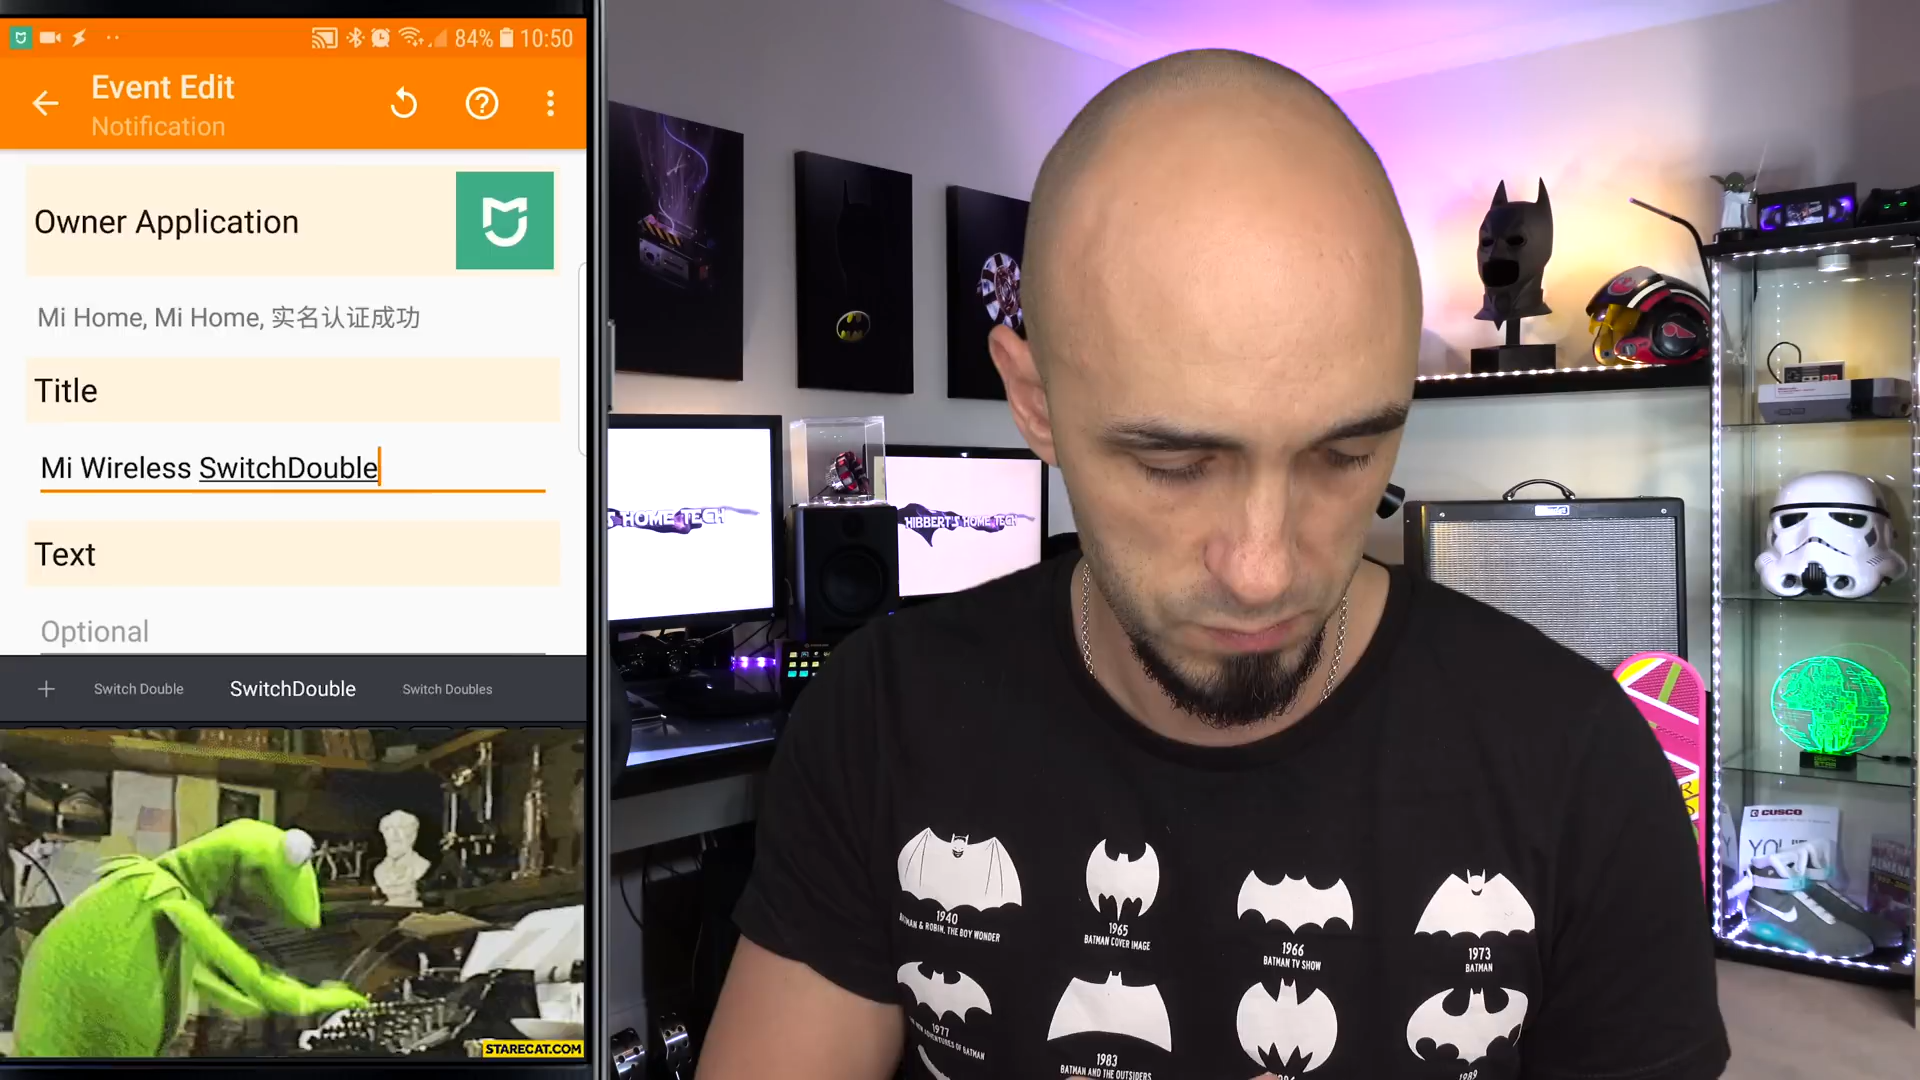 84% 10:50
Event Edit
Notification
Owner Application
Mi Home, Mi Home, 实名认证成功
Title
Mi Wireless SwitchDouble
Text
Optional
+ Switch Double SwitchDouble Switch Doubles
STARECAT.COM
S HOME TECH
HIBBERT'S HOME TECH
CUSCO
1940
BATMAN & ROBIN, THE BOY WONDER
1965
BATMAN COVER IMAGE
1966
BATMAN TV SHOW
1973
BATMAN
1977
1983
BATMAN AND THE OUTSIDERS
1989